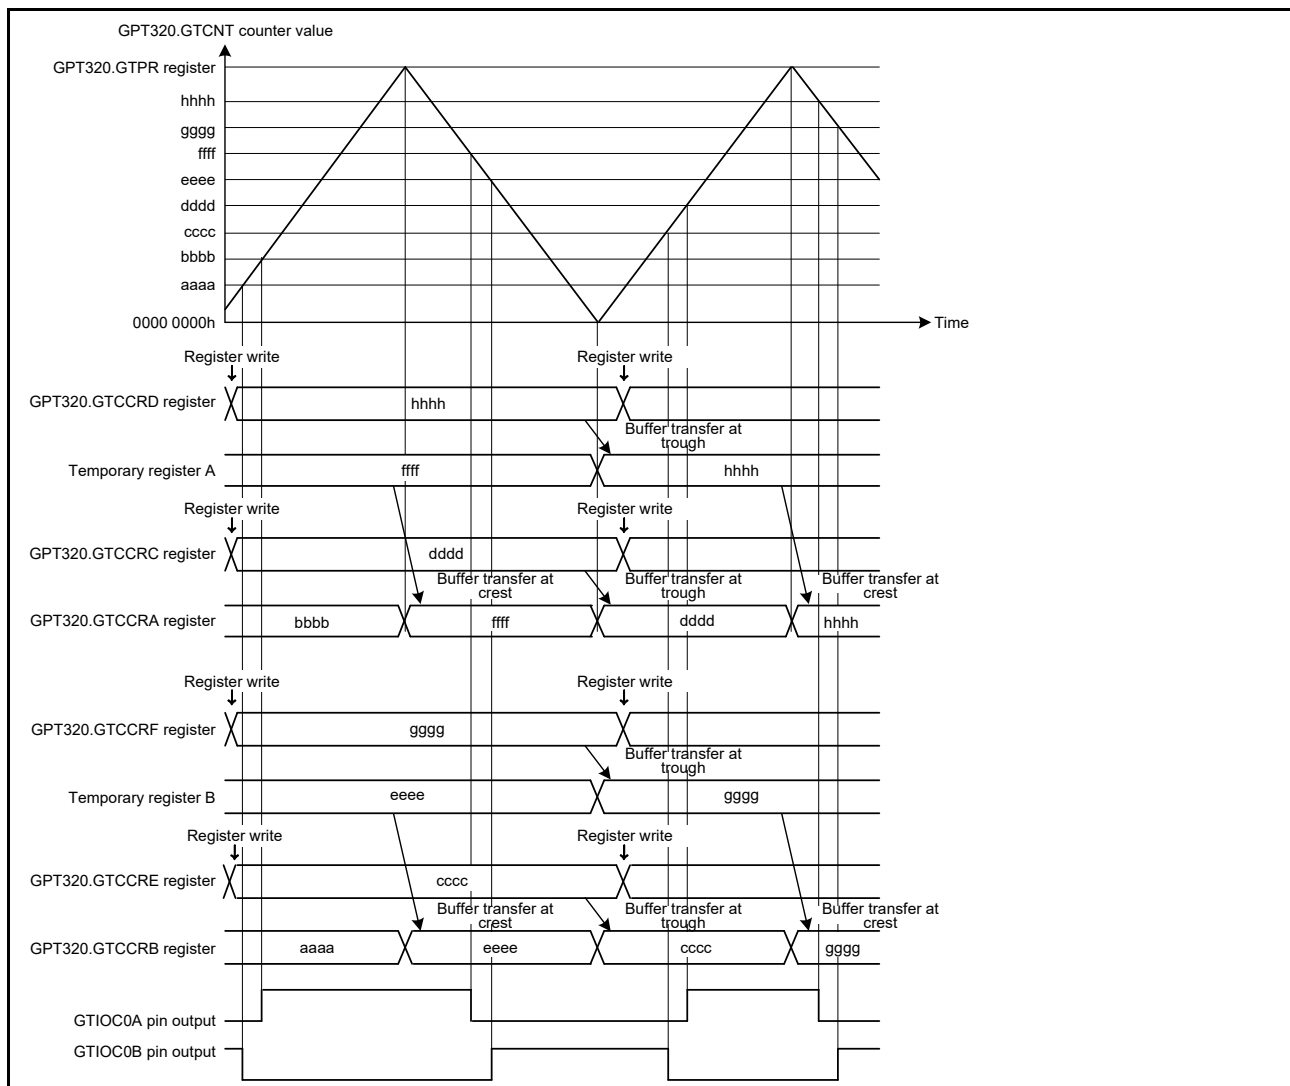 GPT320.GTCNT counter value
GPT320.GTPR register
hhhh
gggg
ffff
eeee
dddd
cccc
bbbb
aaaa
0000 0000h
Time
Register write
Register write
GPT320.GTCCRD register
hhhh
Buffer transfer at
trough
Temporary register A
ffff
hhhh
Register write
Register write
GPT320.GTCCRC register
dddd
Buffer transfer at
crest
Buffer transfer at
trough
Buffer transfer at
crest
GPT320.GTCCRA register
bbbb
ffff
dddd
hhhh
Register write
Register write
GPT320.GTCCRF register
gggg
Buffer transfer at
trough
Temporary register B
eeee
gggg
Register write
Register write
GPT320.GTCCRE register
cccc
Buffer transfer at
crest
Buffer transfer at
trough
Buffer transfer at
crest
GPT320.GTCCRB register
aaaa
eeee
cccc
gggg
GTIOC0A pin output
GTIOC0B pin output